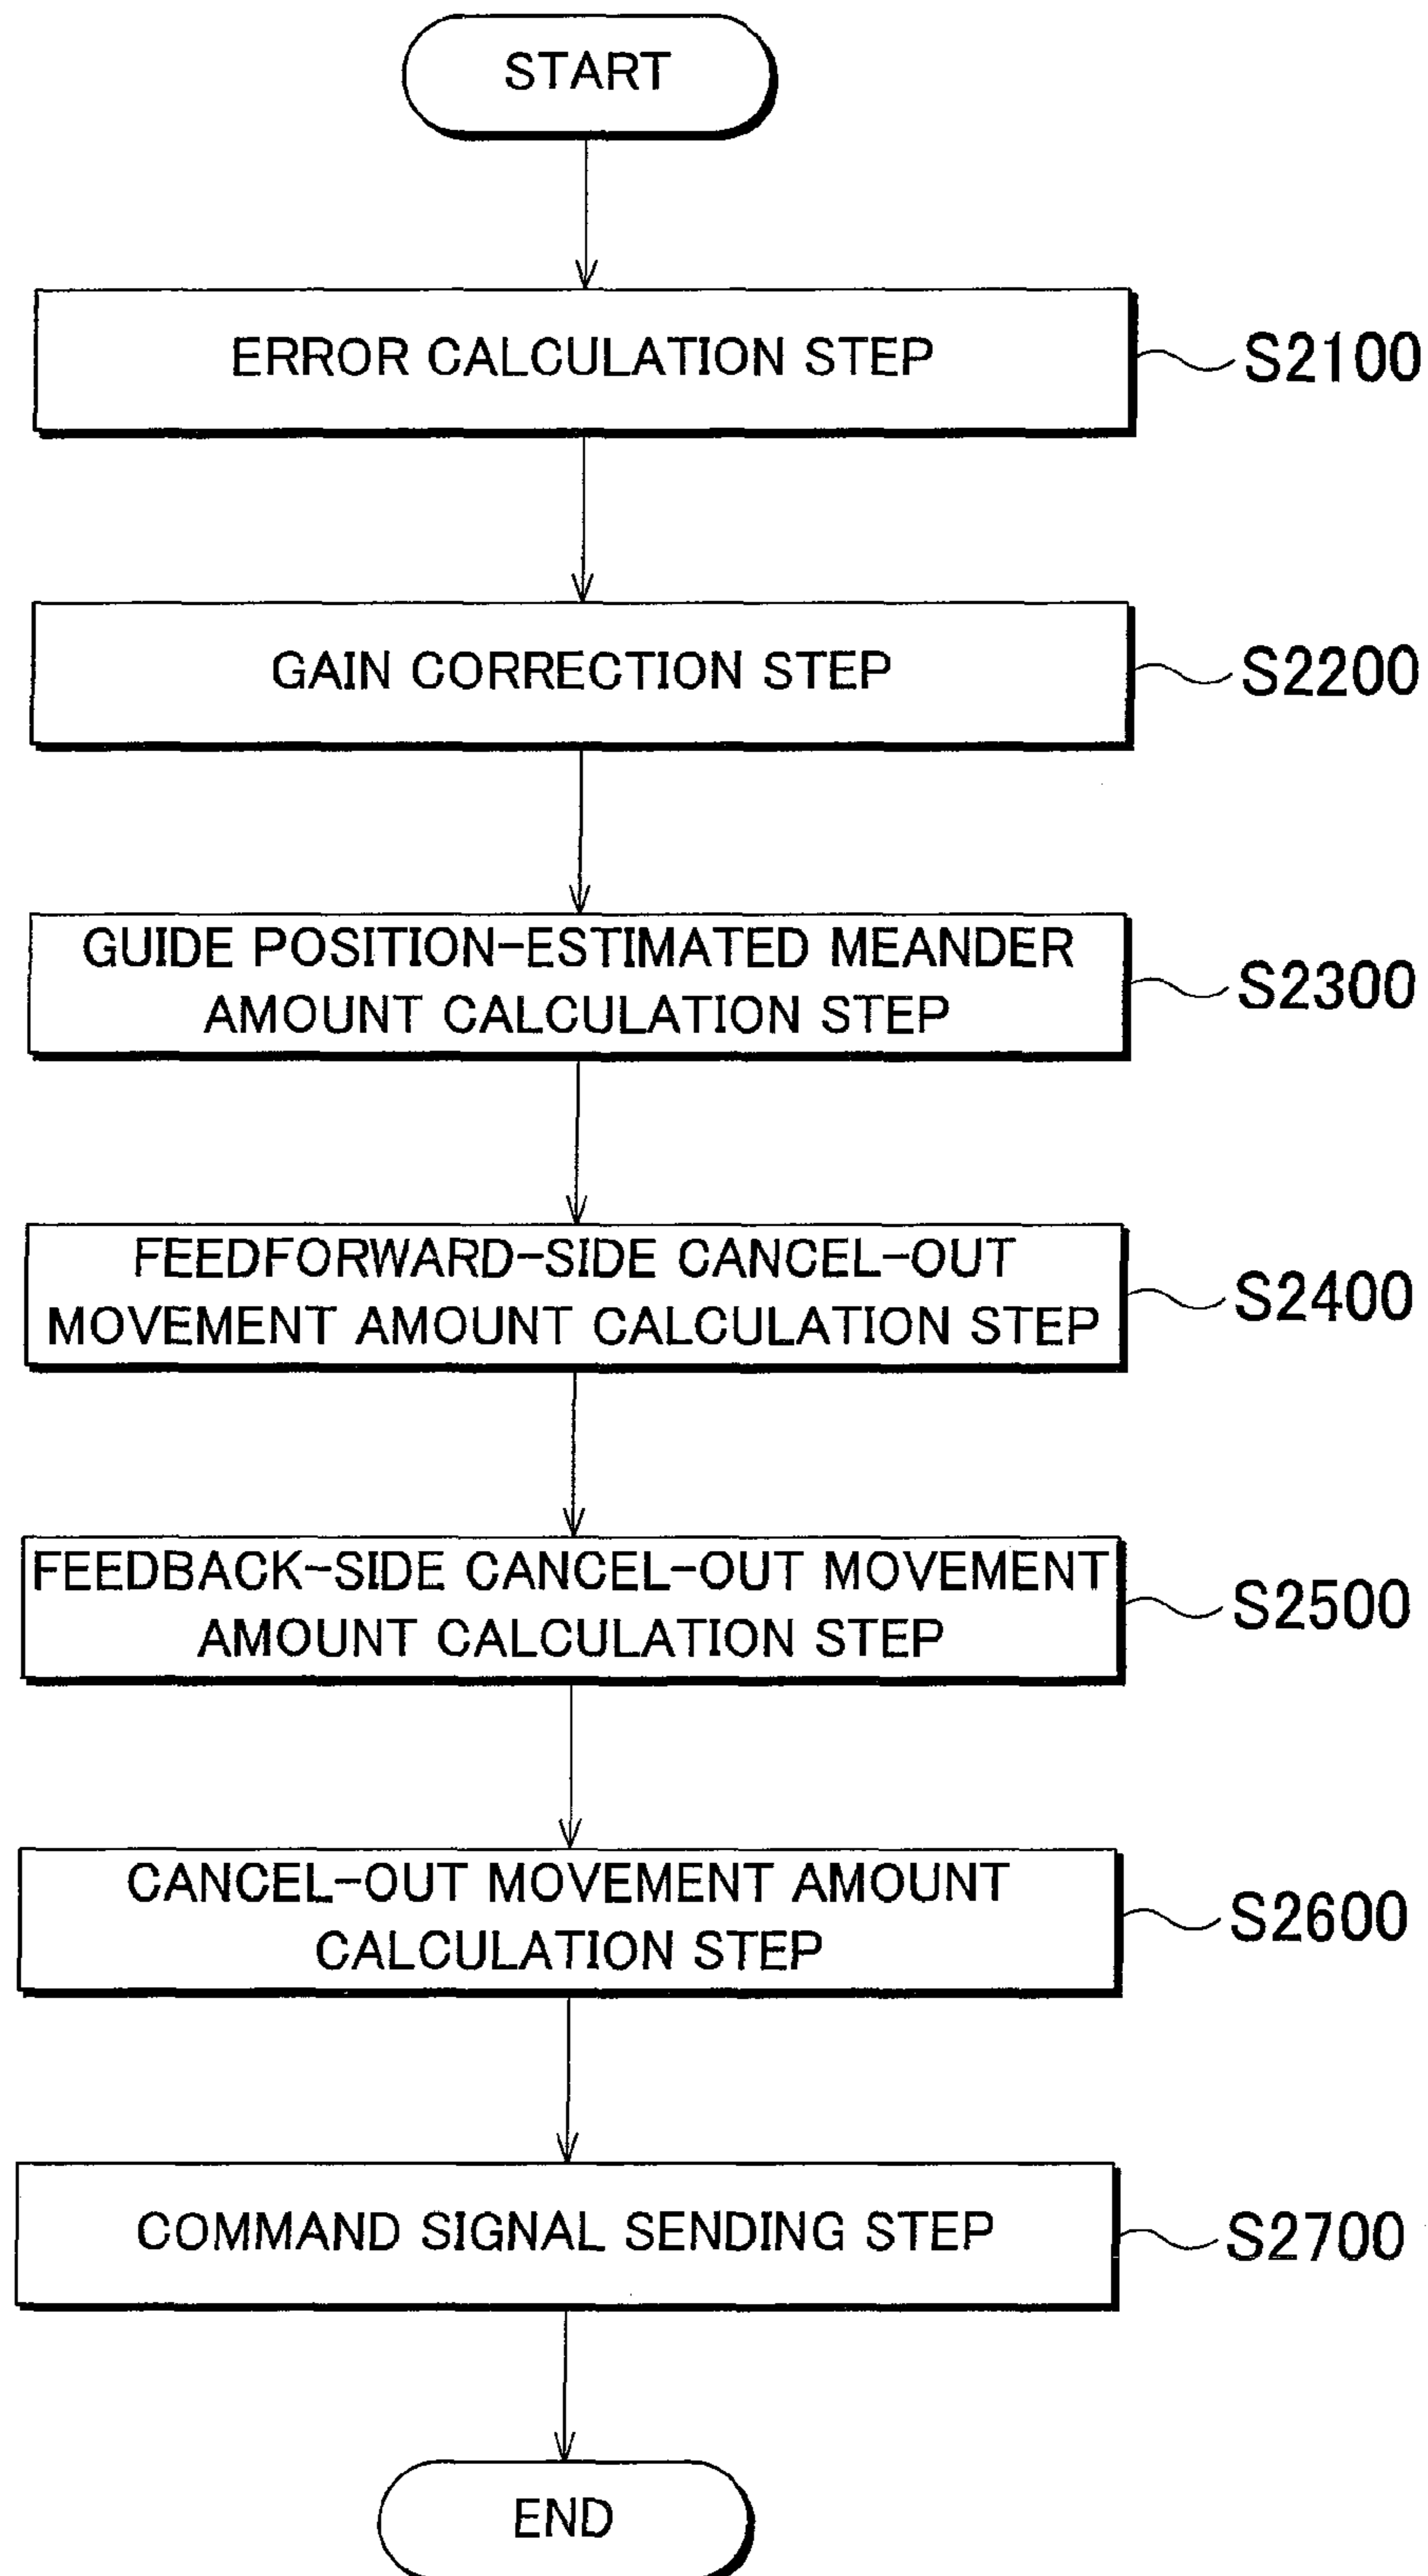 START
ERROR CALCULATION STEP
S2100
GAIN CORRECTION STEP
S2200
GUIDE POSITION-ESTIMATED MEANDER
AMOUNT CALCULATION STEP
S2300
FEEDFORWARD-SIDE CANCEL-OUT
MOVEMENT AMOUNT CALCULATION STEP
S2400
FEEDBACK-SIDE CANCEL-OUT MOVEMENT
AMOUNT CALCULATION STEP
S2500
CANCEL-OUT MOVEMENT AMOUNT
CALCULATION STEP
S2600
COMMAND SIGNAL SENDING STEP
S2700
END